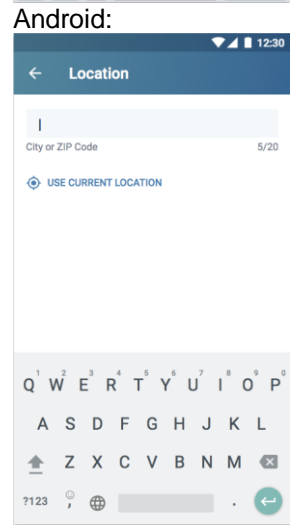 Android:
12:30
Location
City or ZIP Code 5/20
USE CURRENT LOCATION
1 2 3 4 5 6 7 8 9 0
Q W E R T Y U I O P
A S D F G H J K L
Z X C V B N M
?123 , .